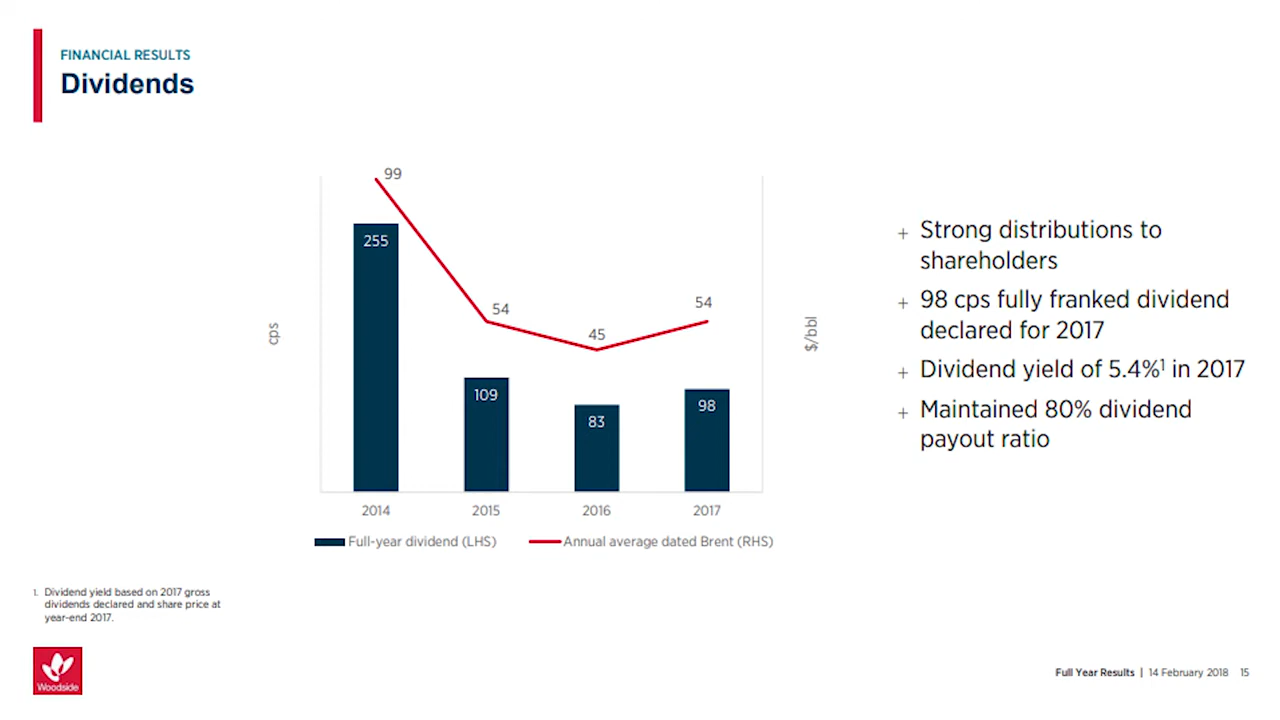 FINANCIAL RESULTS
Dividends
99
255
54
109
45
83
54
98
cps
$/bbl
2014 2015 2016 2017
Full-year dividend (LHS) Annual average dated Brent (RHS)
+ Strong distributions to
shareholders
+ 98 cps fully franked dividend
declared for 2017
+ Dividend yield of 5.4%¹ in 2017
+ Maintained 80% dividend
payout ratio
1. Dividend yield based on 2017 gross
dividends declared and share price at
year-end 2017.
Woodside
Full Year Results | 14 February 2018 15